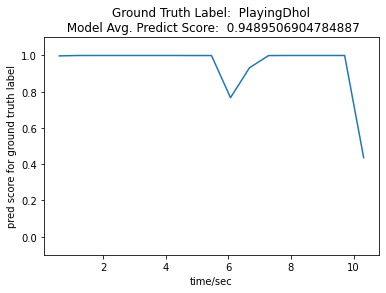 Ground Truth Label:  PlayingDhol
Model Avg. Predict Score:  0.9489506904784887
pred score for ground truth label
1.0
0.8
0.6
0.4
0.2
0.0
2
4
6
8
10
time/sec